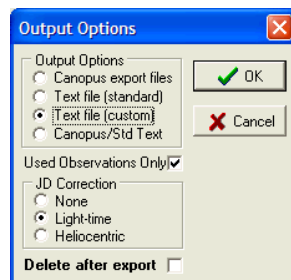 Output Options
Output Options
Canopus export files
Text file (standard)
Text file (custom)
Canopus/Std Text
OK
Cancel
Used Observations Only
JD Correction
None
Light-time
Heliocentric
Delete after export